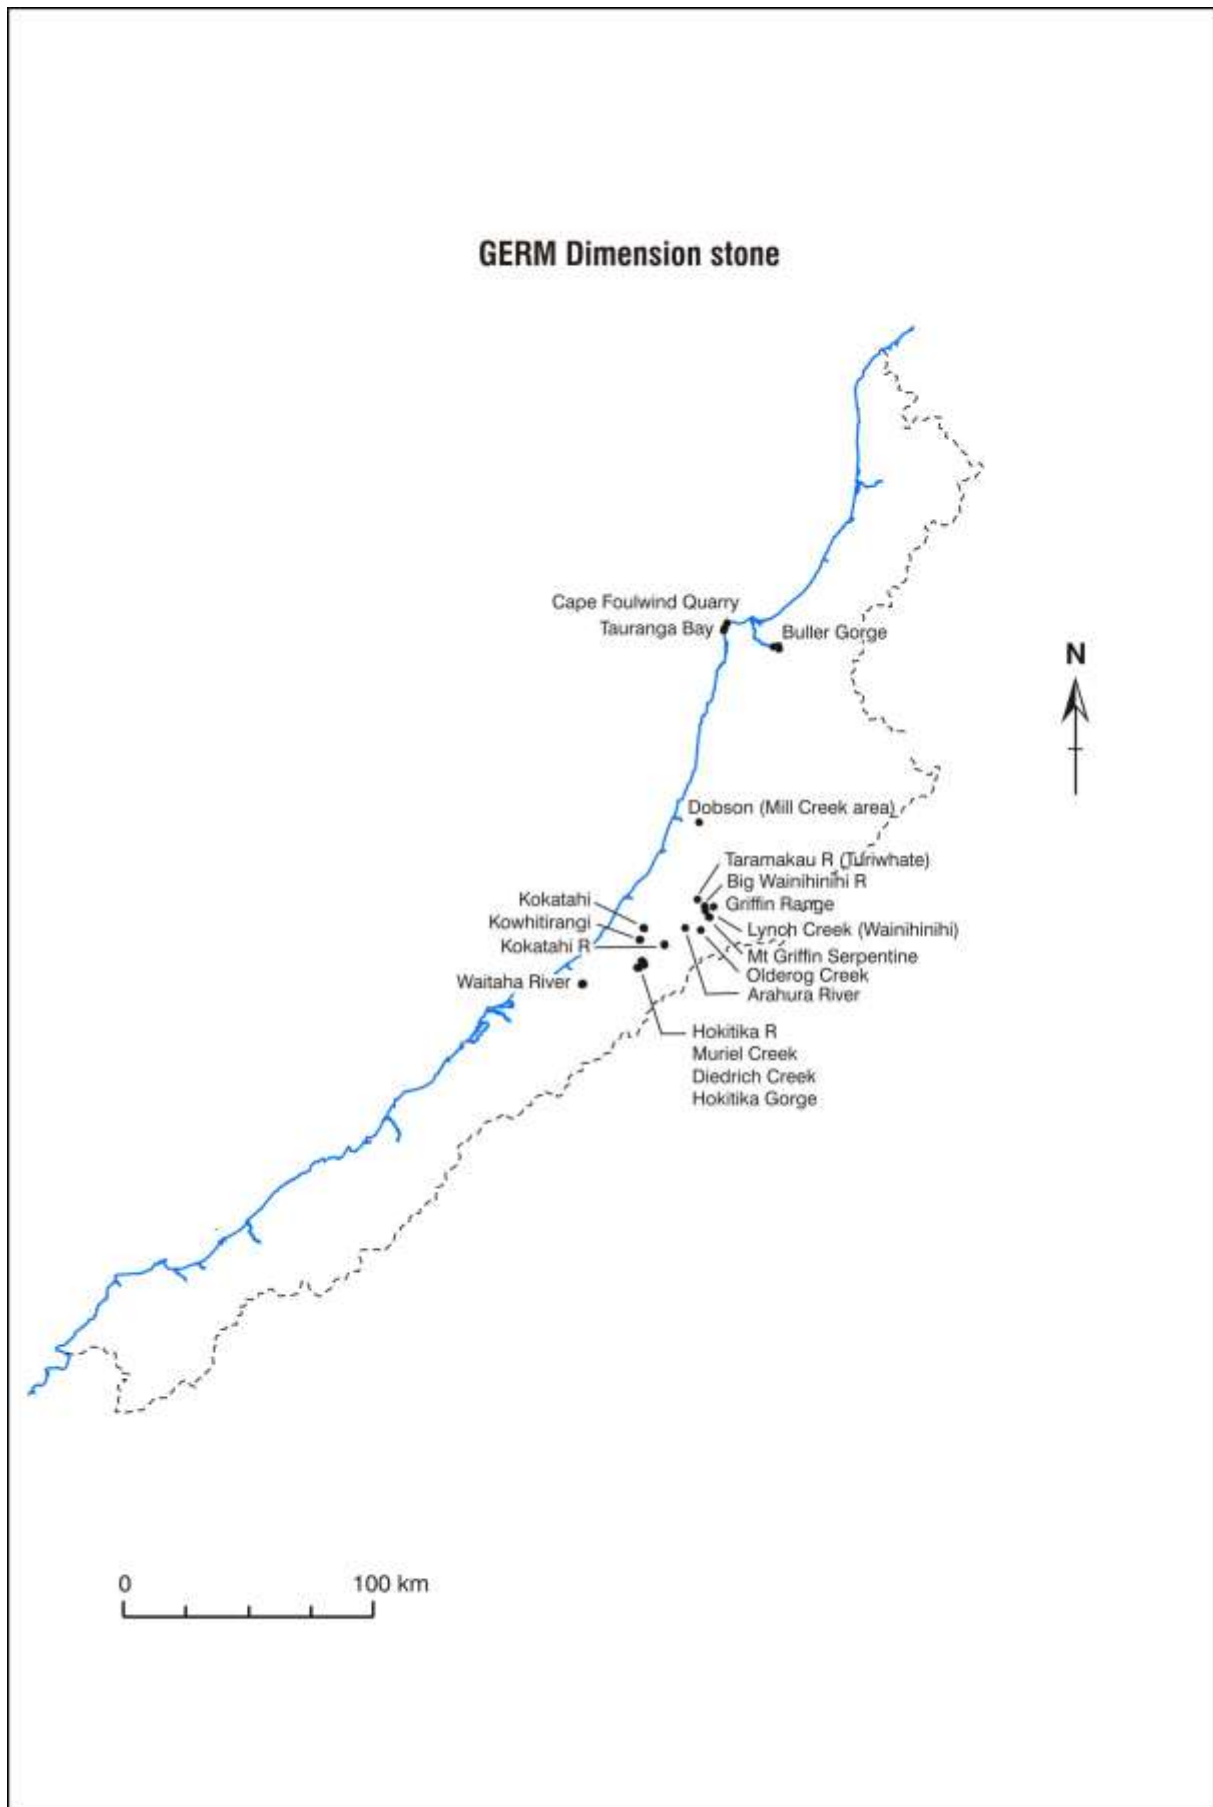 GERM Dimension stone
Cape Foulwind Quarry
Tauranga Bay
Buller Gorge
N
Dobson (Mill Creek area)
Taramakau R (Turiwhate)
Big Wainihinihi R
Kokatahi
Griffin Range
Kowhitirangi
Lynch Creek (Wainihinihi)
Kokatahi R
Mt Griffin Serpentine
Olderog Creek
Waitaha River
Arahura River
Hokitika R
Muriel Creek
Diedrich Creek
Hokitika Gorge
0 100 km